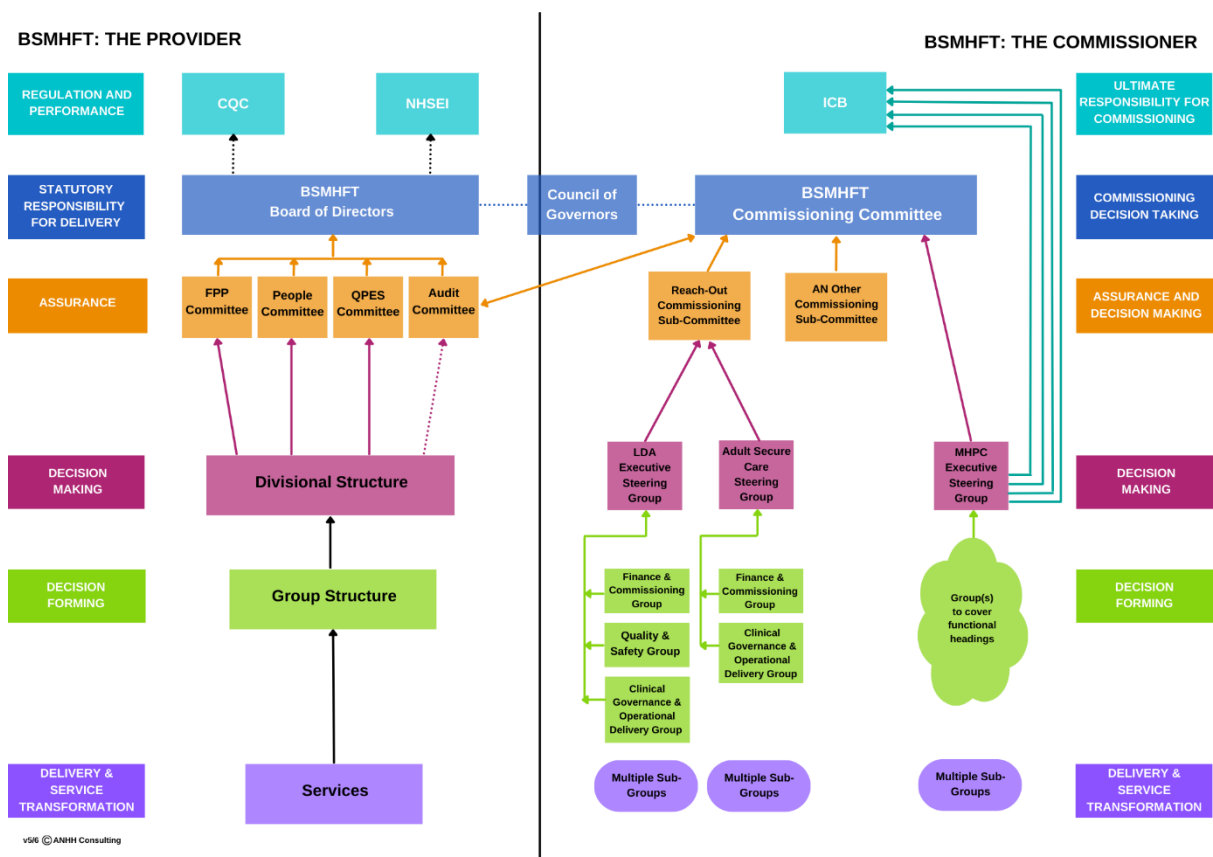 BSMHFT: THE PROVIDER
BSMHFT: THE COMMISSIONER
REGULATION AND
PERFORMANCE
CQC
NHSEI
ICB
ULTIMATE
RESPONSIBILITY FOR
COMMISSIONING
STATUTORY
RESPONSIBILITY
FOR DELIVERY
BSMHFT
Board of Directors
Council of
Governors
BSMHFT
Commissioning Committee
COMMISSIONING
DECISION TAKING
ASSURANCE
FPP
Committee
People
Committee
QPES
Committee
Audit
Committee
Reach-Out
Commissioning
Sub-Committee
AN Other
Commissioning
Sub-Committee
ASSURANCE AND
DECISION MAKING
DECISION
MAKING
Divisional Structure
LDA
Executive
Steering
Group
Adult Secure
Care
Steering
Group
MHPC
Executive
Steering
Group
DECISION
MAKING
DECISION
FORMING
Group Structure
Finance &
Commissioning
Group
Quality &
Safety Group
Clinical
Governance &
Operational
Delivery Group
Finance &
Commissioning
Group
Clinical
Governance &
Operational
Delivery Group
Group(s)
to cover
functional
headings
DECISION
FORMING
DELIVERY &
SERVICE
TRANSFORMATION
Services
Multiple Sub-
Groups
Multiple Sub-
Groups
Multiple Sub-
Groups
DELIVERY &
SERVICE
TRANSFORMATION
v5/6 © ANHH Consulting